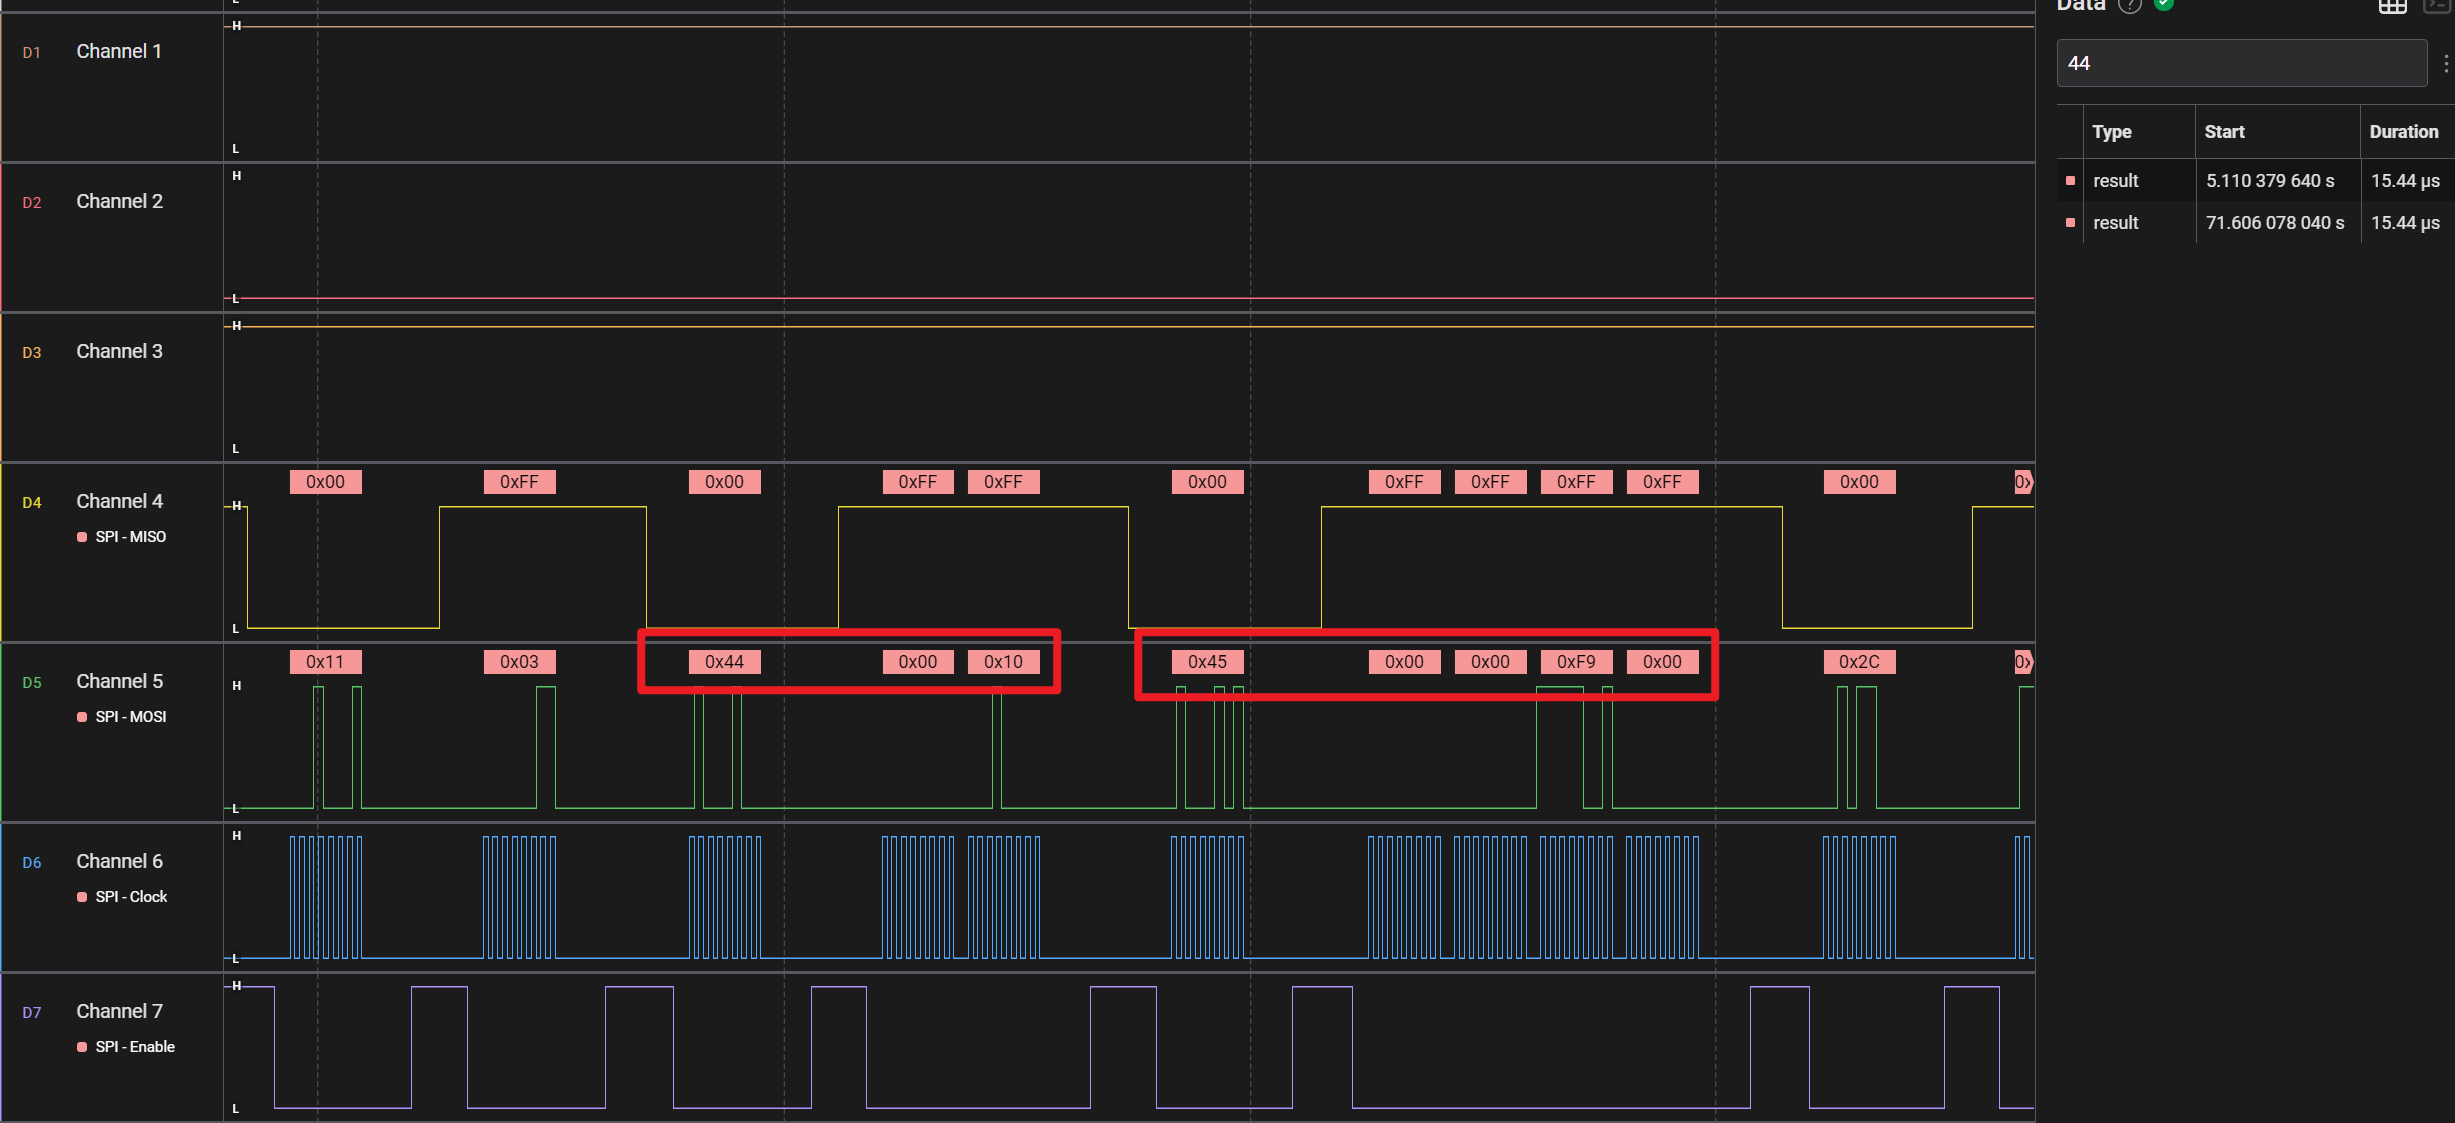 L
H
D1 Channel 1
L
H
D2 Channel 2
L
H
D3 Channel 3
L
0x00 0xFF 0x00 0xFF 0xFF 0x00 0xFF 0xFF 0xFF 0xFF 0x00 0x
H
D4 Channel 4
SPI - MISO
L
0x11 0x03 0x44 0x00 0x10 0x45 0x00 0x00 0xF9 0x00 0x2C 0x
H
D5 Channel 5
SPI - MOSI
L
H
D6 Channel 6
SPI - Clock
L
H
D7 Channel 7
SPI - Enable
L
Data ?
44
Type Start Duration
result 5.110 379 640 s 15.44 µs
result 71.606 078 040 s 15.44 µs